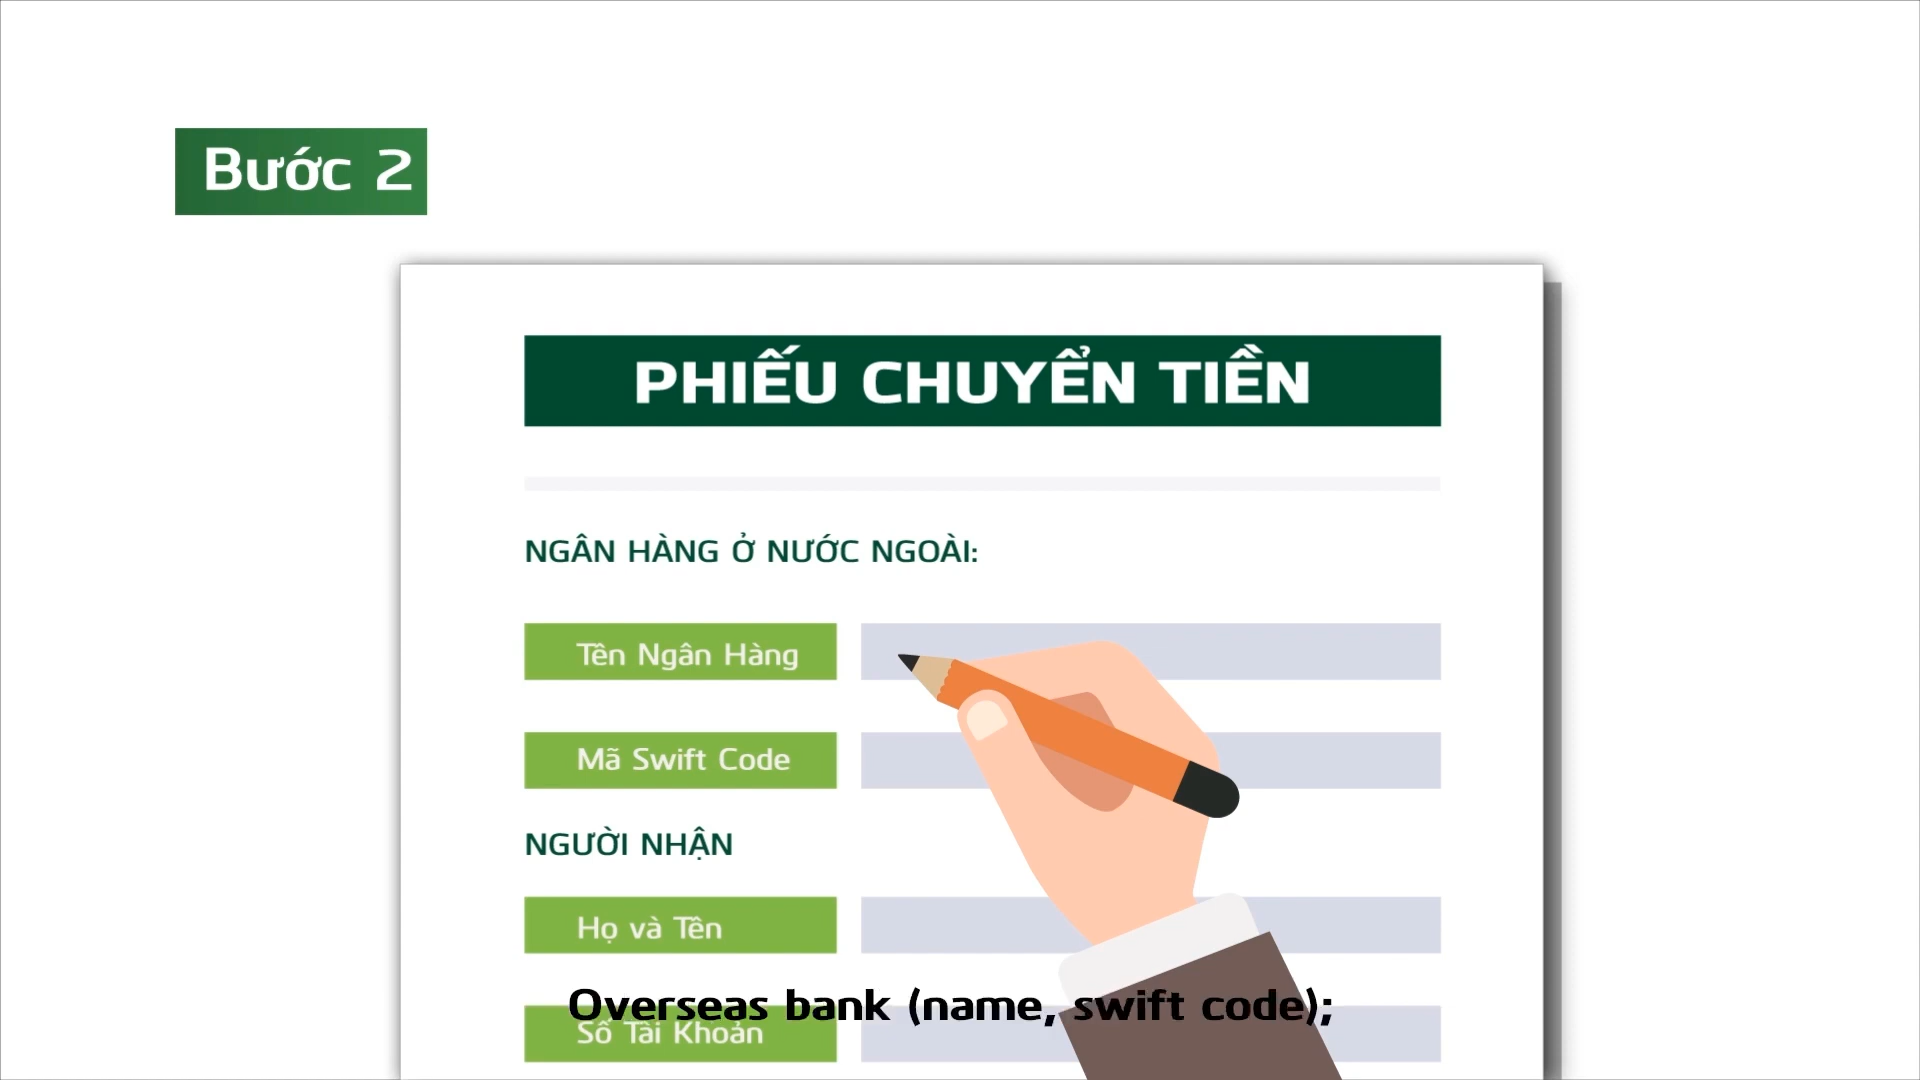 Bước 2
PHIẾU CHUYỂN TIỀN
NGÂN HÀNG Ở NƯỚC NGOÀI:
Tên Ngân Hàng
Mã Swift Code
NGƯỜI NHẬN
Họ và Tên
Overseas bank (name, swift code);
Số Tài Khoản